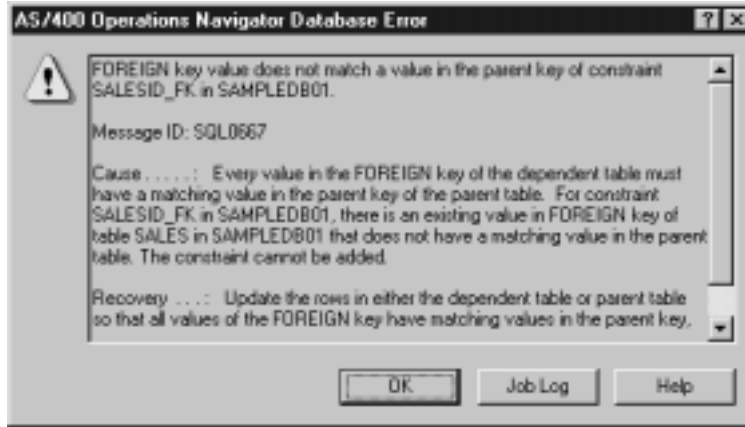 AS/400 Operations Navigator Database Error
FOREIGN key value does not match a value in the parent key of constraint
SALESID_FK in SAMPLEDB01.
Message ID: SQL0667
Cause . . . . . :   Every value in the FOREIGN key of the dependent table must
have a matching value in the parent key of the parent table.  For constraint
SALESID_FK in SAMPLEDB01, there is an existing value in FOREIGN key of
table SALES in SAMPLEDB01 that does not have a matching value in the parent
table. The constraint cannot be added.
Recovery  . . . :   Update the rows in either the dependent table or parent table
so that all values of the FOREIGN key have matching values in the parent key,
OK
Job Log
Help